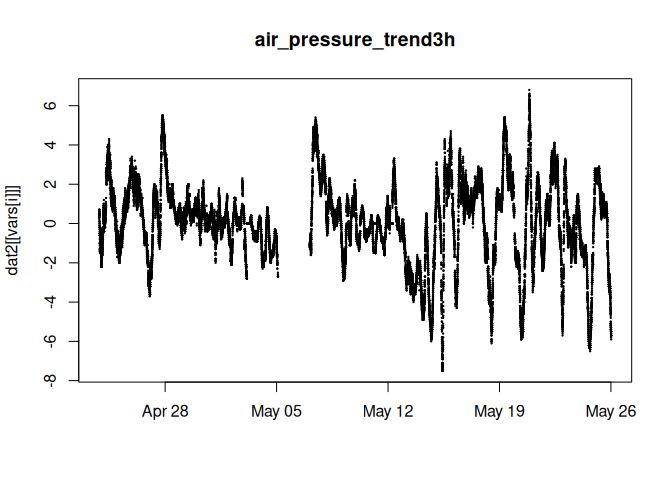 air_pressure_trend3h
dat2[[vars[i]]]
6
4
2
0
-2
-4
-6
-8
Apr 28
May 05
May 12
May 19
May 26